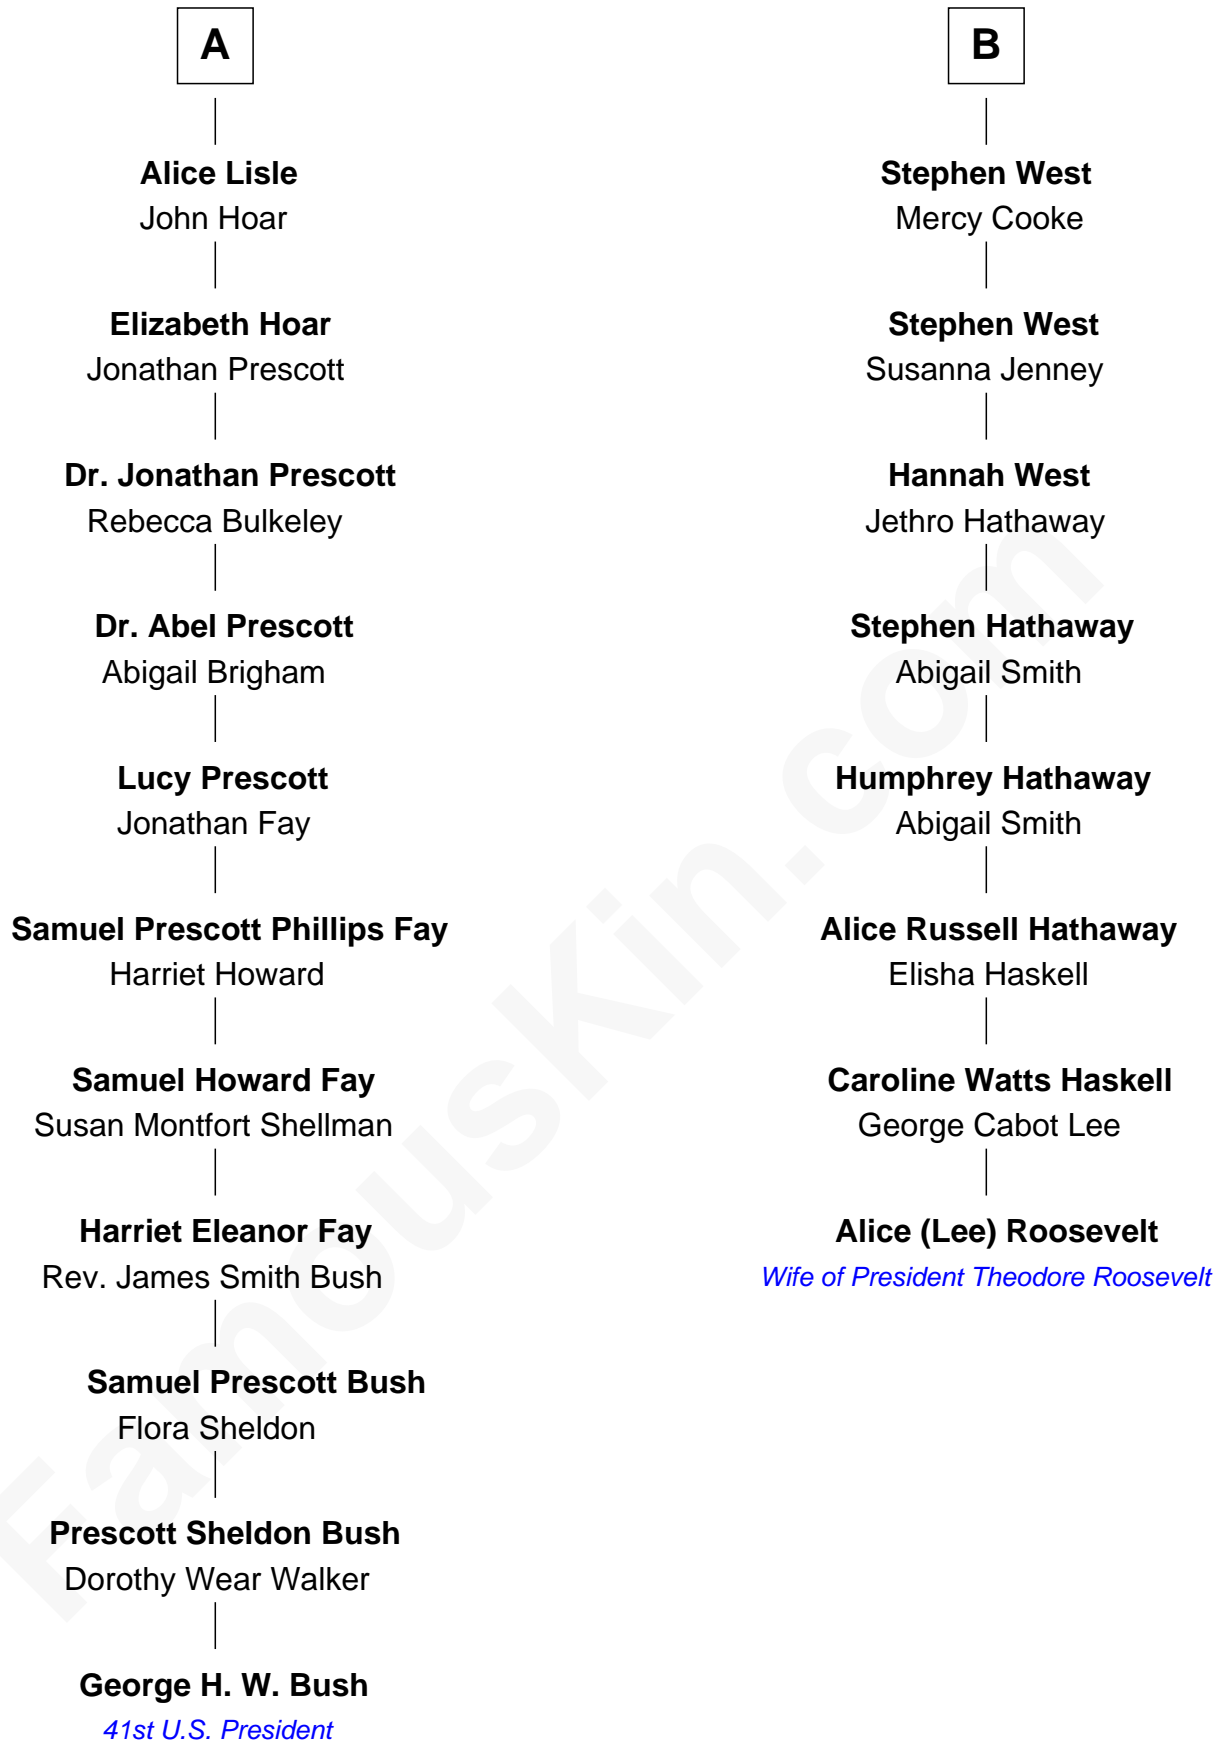 A
Alice Lisle
John Hoar
Elizabeth Hoar
Jonathan Prescott
Dr. Jonathan Prescott
Rebecca Bulkeley
Dr. Abel Prescott
Abigail Brigham
Lucy Prescott
Jonathan Fay
Samuel Prescott Phillips Fay
Harriet Howard
Samuel Howard Fay
Susan Montfort Shellman
Harriet Eleanor Fay
Rev. James Smith Bush
Samuel Prescott Bush
Flora Sheldon
Prescott Sheldon Bush
Dorothy Wear Walker
George H. W. Bush
41st U.S. President
B
Stephen West
Mercy Cooke
Stephen West
Susanna Jenney
Hannah West
Jethro Hathaway
Stephen Hathaway
Abigail Smith
Humphrey Hathaway
Abigail Smith
Alice Russell Hathaway
Elisha Haskell
Caroline Watts Haskell
George Cabot Lee
Alice (Lee) Roosevelt
Wife of President Theodore Roosevelt
FamousKin.com